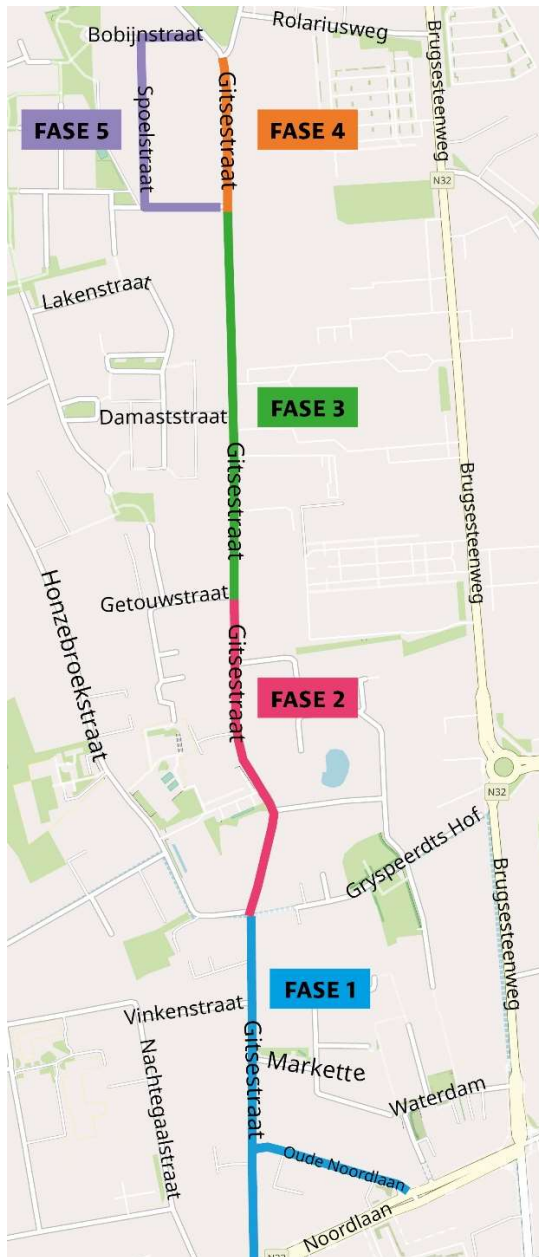 Rolariusweg
Bobijnstraat
Brugsesteenweg
Gitsestraat
Spoelstraat
FASE 5
FASE 4
N32
Lakenstraat
FASE 3
Damaststraat
Gitsestraat
Brugsesteenweg
Honzebroekstraat
Getouwstraat
Gitsestraat
FASE 2
N32
Gryspeerdts Hof
Brugsesteenweg
FASE 1
Vinkenstraat
Gitsestraat
Nachtegaalstraat
Markette
Waterdam
Oude Noordlaan
Noordlaan